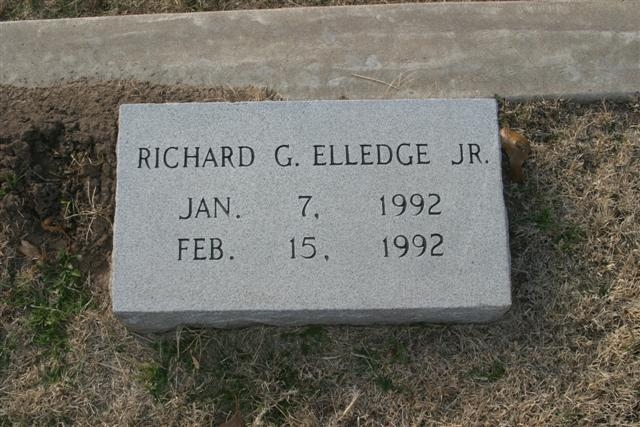 RICHARD G. ELLEDGE JR.
JAN. 7, 1992
FEB. 15, 1992